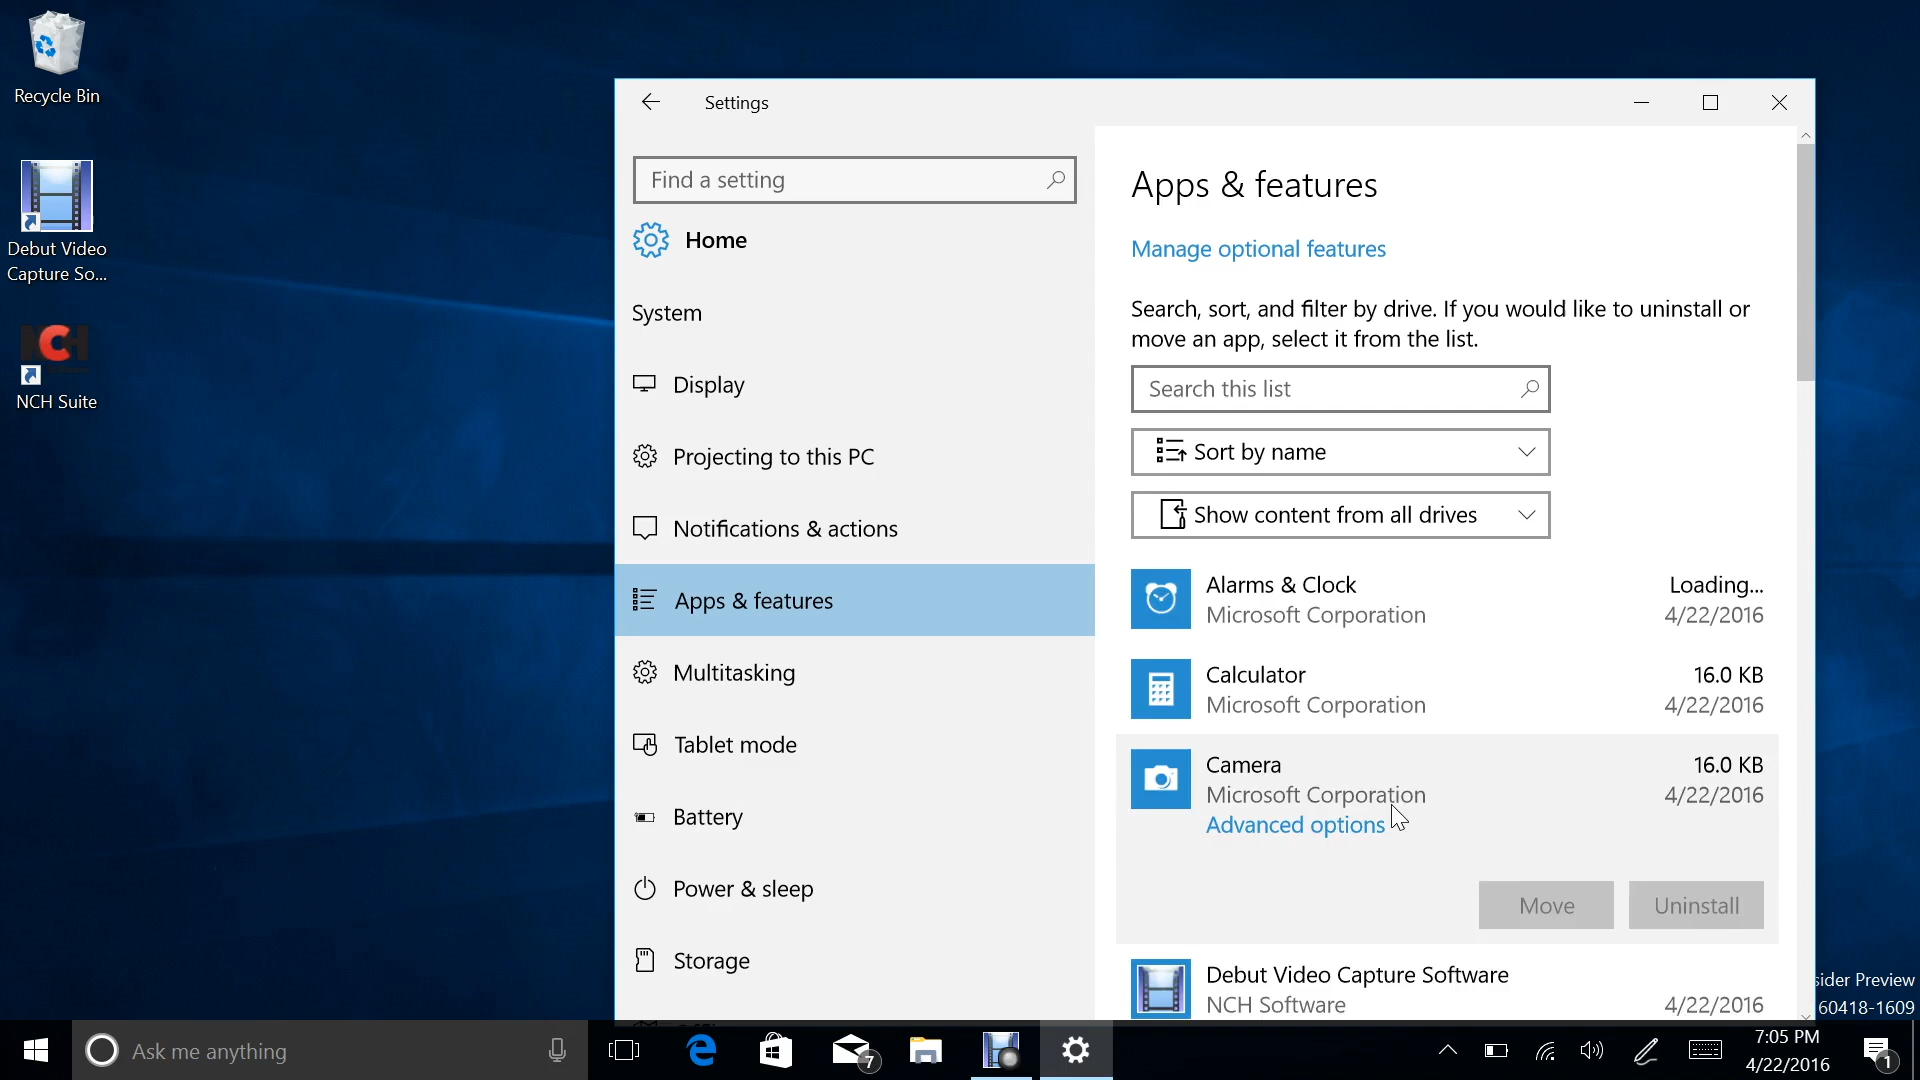 Recycle Bin
Debut Video
Capture So...
NCH Suite
Settings
Find a setting
Home
System
Display
Projecting to this PC
Notifications & actions
Apps & features
Multitasking
Tablet mode
Battery
Power & sleep
Storage
Apps & features
Manage optional features
Search, sort, and filter by drive. If you would like to uninstall or
move an app, select it from the list.
Search this list
Sort by name
Show content from all drives
Alarms & Clock Loading...
Microsoft Corporation 4/22/2016
Calculator 16.0 KB
Microsoft Corporation 4/22/2016
Camera 16.0 KB
Microsoft Corporation 4/22/2016
Advanced options
Move Uninstall
Debut Video Capture Software
NCH Software 4/22/2016
sider Preview
60418-1609
Ask me anything
7
7:05 PM
4/22/2016
1